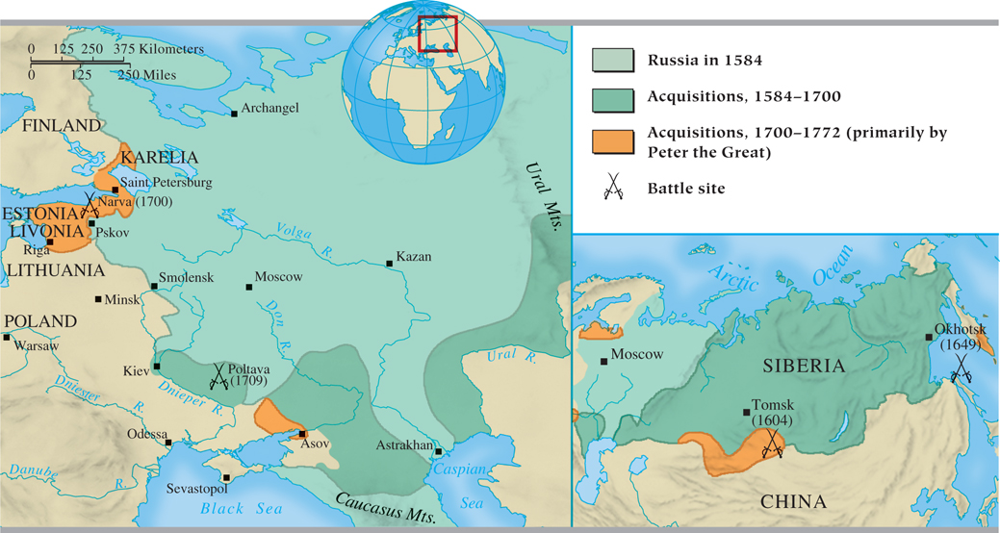 0 125 250 375 Kilometers
0 125 250 Miles
Archangel
FINLAND
KARELIA
Saint Petersburg
Narva (1700)
ESTONIA
LIVONIA
Pskov
Riga
LITHUANIA
Ural Mts.
Volga R.
Kazan
Smolensk
Moscow
Minsk
Don R.
POLAND
Warsaw
Ural R.
Kiev
Poltava
(1709)
Dniester R.
Dnieper R.
Odessa
Asov
Astrakhan
Danube R.
Sevastopol
Caspian
Sea
Black Sea
Caucasus Mts.
Russia in 1584
Acquisitions, 1584–1700
Acquisitions, 1700–1772 (primarily by
Peter the Great)
Battle site
Arctic Ocean
Okhotsk
(1649)
Moscow
SIBERIA
Tomsk
(1604)
CHINA